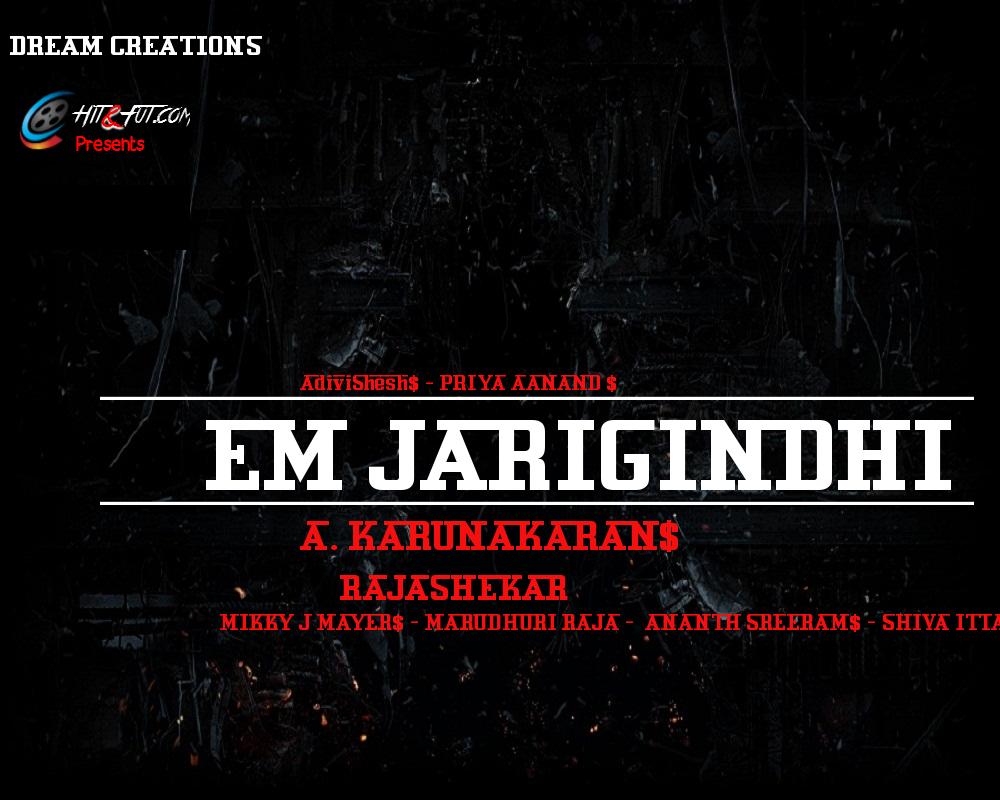 DREAM CREATIONS
HIT&FUT.COM
Presents
AdiviShesh$ - PRIYA AANAND $
EM JARIGINDHI
A. KARUNAKARAN$
RAJASHEKAR
MIKKY J MAYER$ - MARUDHURI RAJA - ANANTH SREERAM$ - SHIVA ITTA